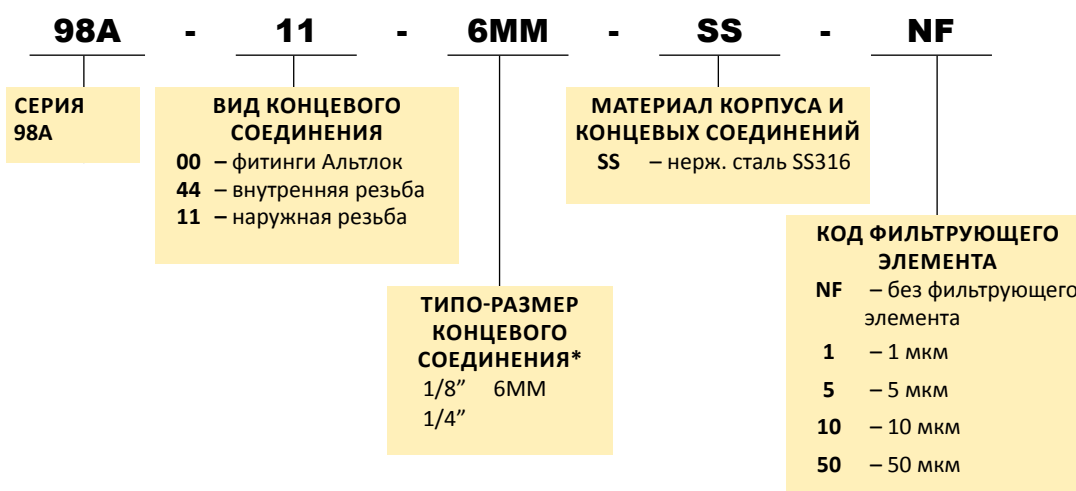 98A - 11 - 6MM - SS - NF
СЕРИЯ
98А
ВИД КОНЦЕВОГО
СОЕДИНЕНИЯ
00 – фитинги Альтлок
44 – внутренняя резьба
11 – наружная резьба
ТИПО-РАЗМЕР
КОНЦЕВОГО
СОЕДИНЕНИЯ*
1/8” 6ММ
1/4”
МАТЕРИАЛ КОРПУСА И
КОНЦЕВЫХ СОЕДИНЕНИЙ
SS – нерж. сталь SS316
КОД ФИЛЬТРУЮЩЕГО
ЭЛЕМЕНТА
NF – без фильтрующего
элемента
1 – 1 мкм
5 – 5 мкм
10 – 10 мкм
50 – 50 мкм